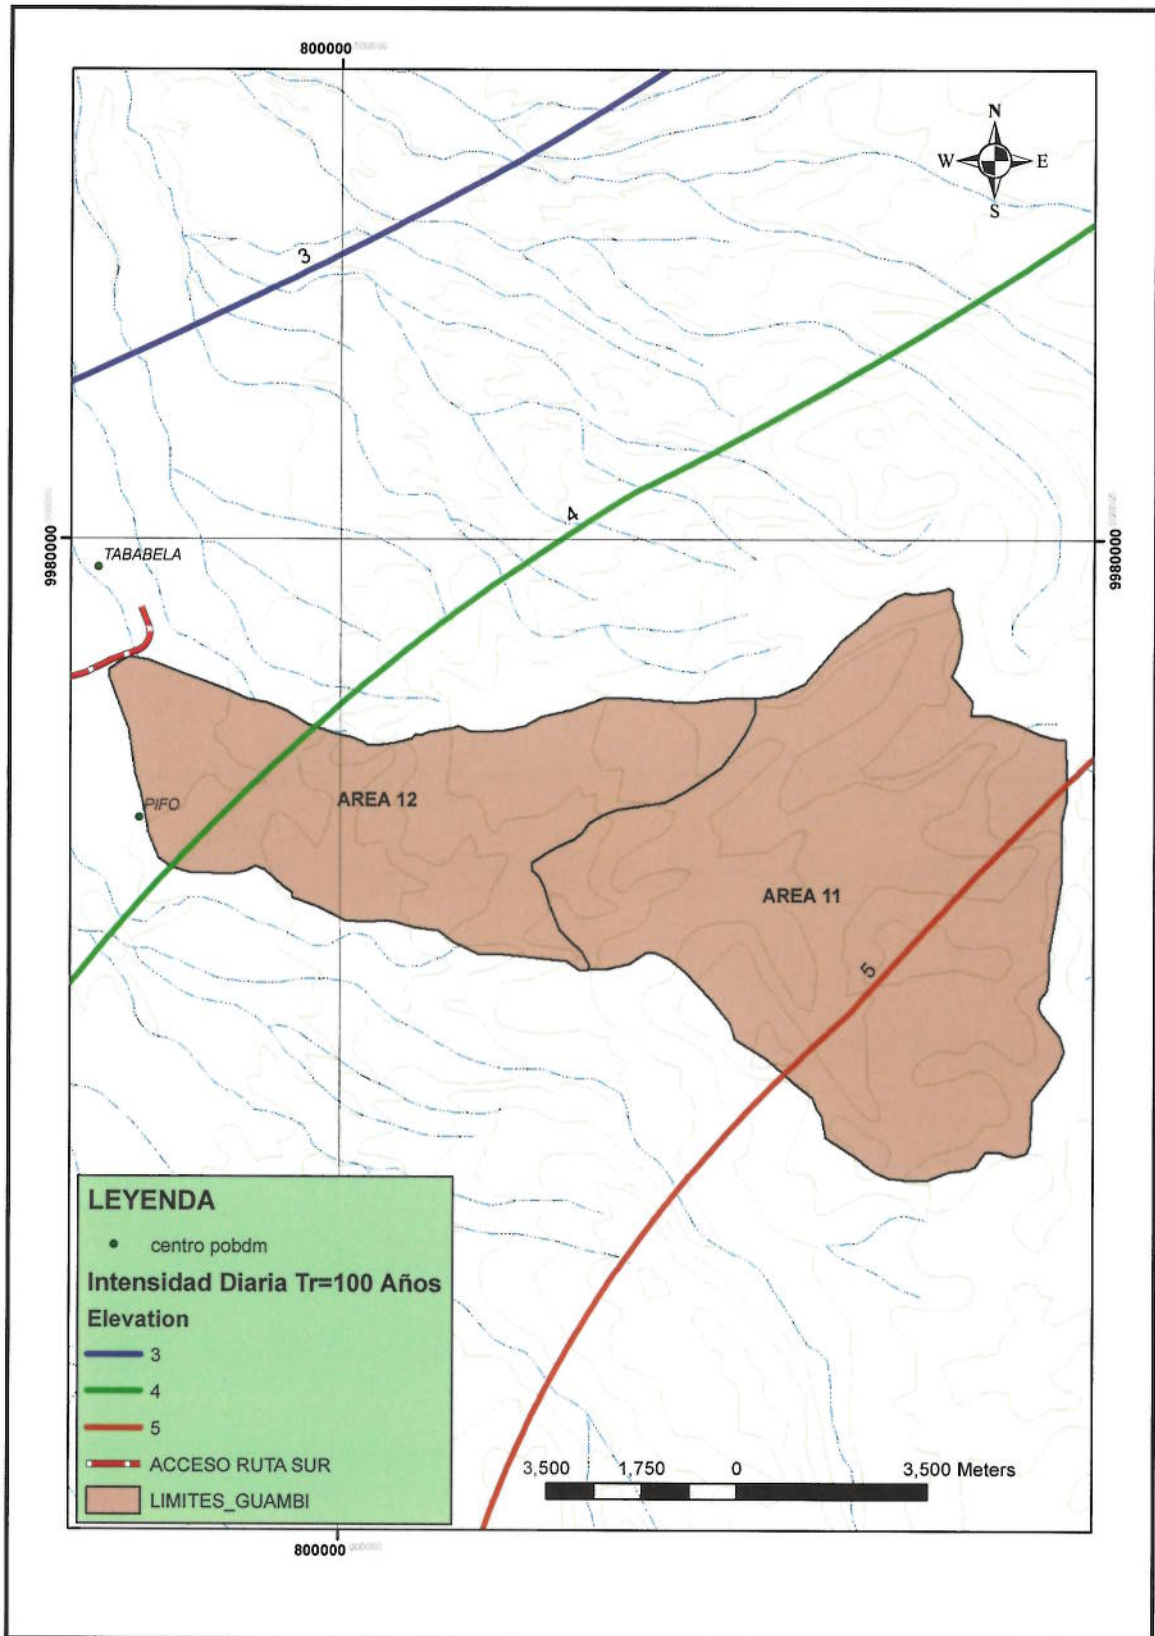 800000
N
W E
S
3
4
9980000
9980000
TABABELA
PIFO
AREA 12
AREA 11
5
LEYENDA
centro pobdm
Intensidad Diaria Tr=100 Años
Elevation
3
4
5
ACCESO RUTA SUR
LIMITES_GUAMBI
3,500 1,750 0 3,500 Meters
800000